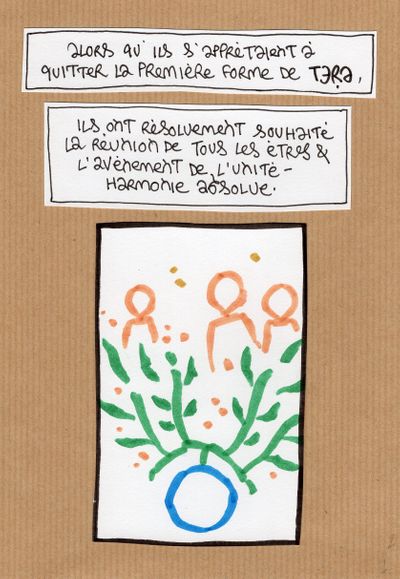 alors qu'ils s'apprêtaient à
quitter la première forme de Tạṛạ,
ils ont résolument souhaité
la réunion de tous les êtres &
l'avènement de l'unité-
harmonie absolue.